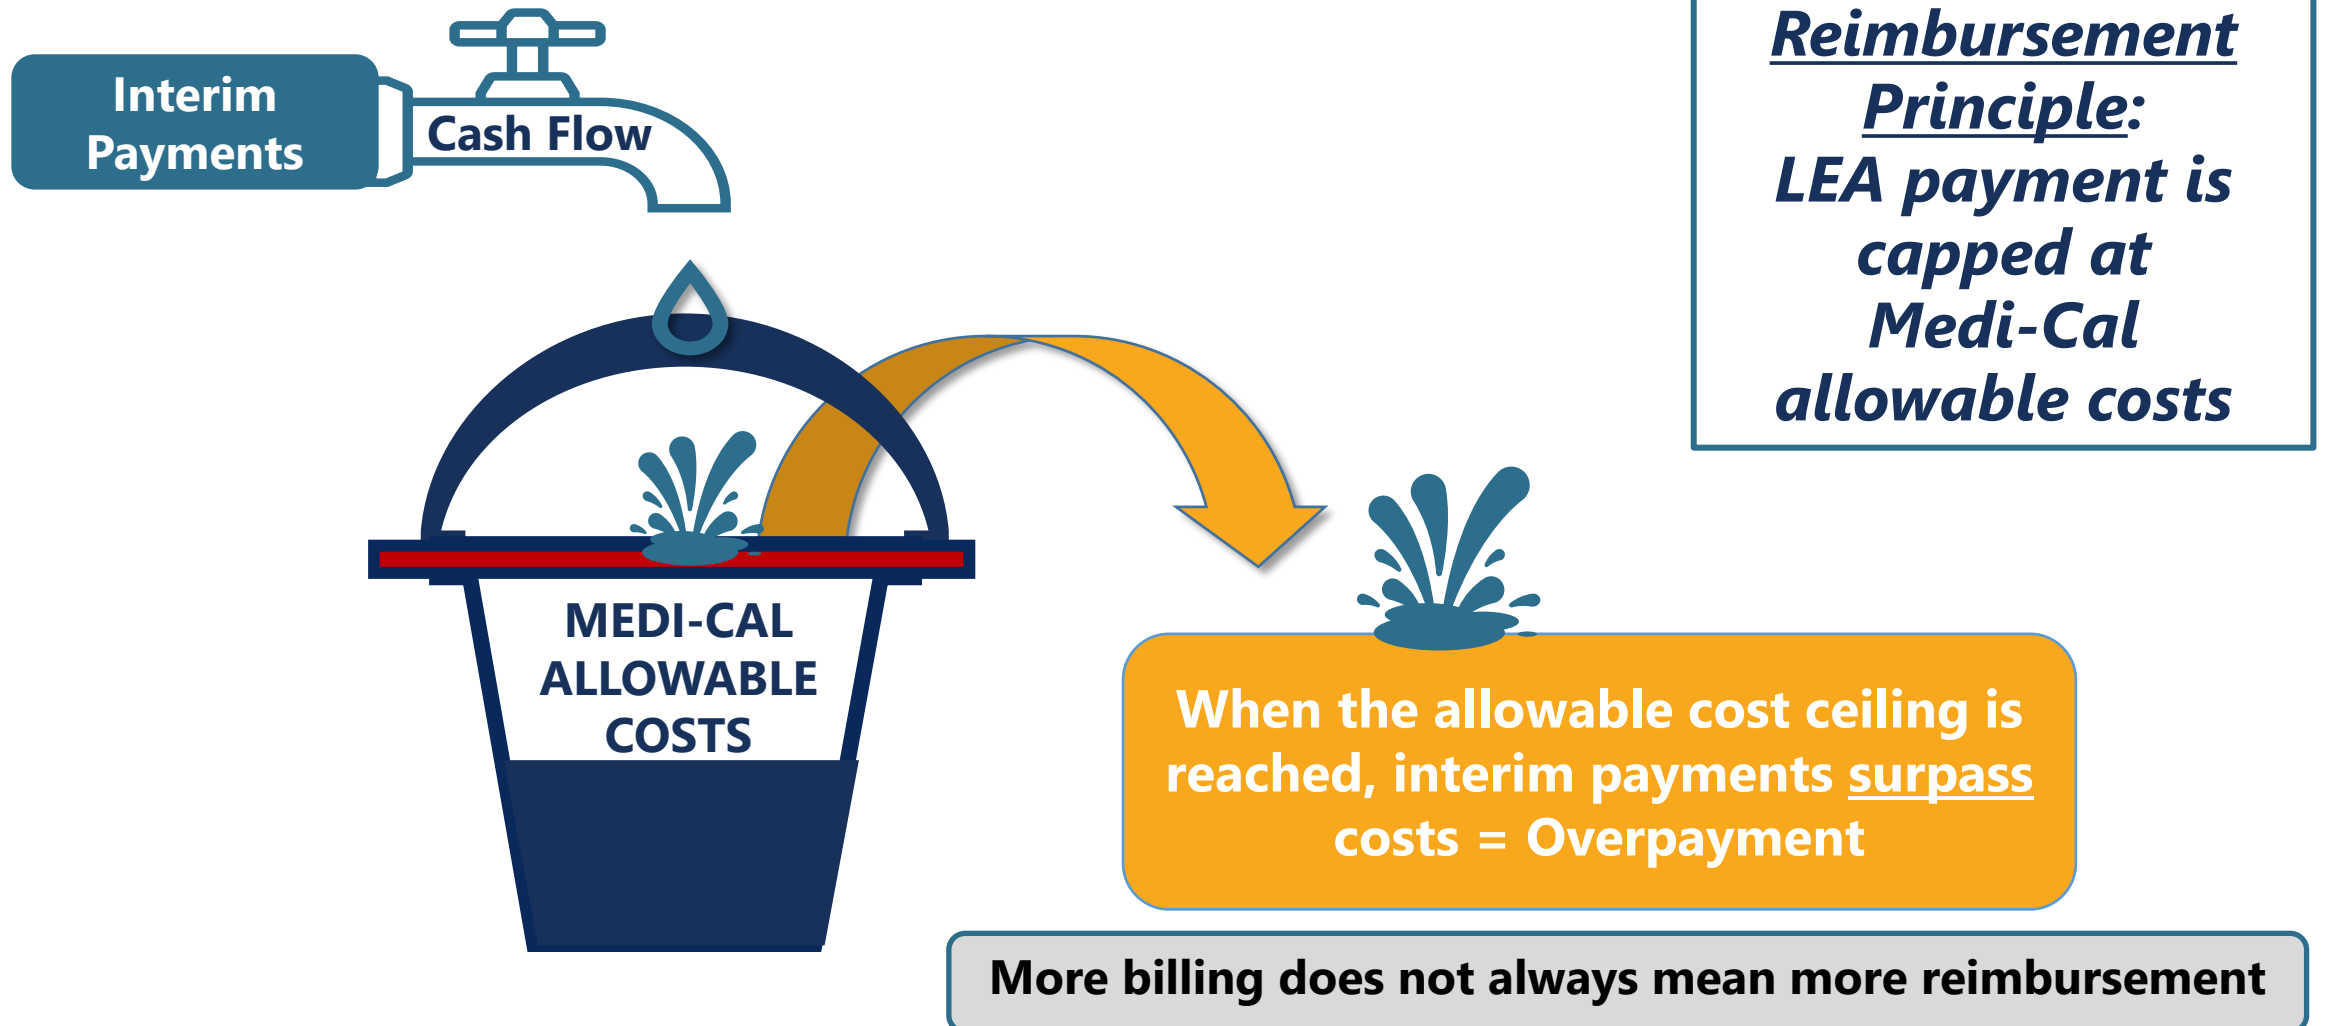 Interim
Payments
Cash Flow
Reimbursement
Principle:
LEA payment is
capped at
Medi-Cal
allowable costs
MEDI-CAL
ALLOWABLE
COSTS
When the allowable cost ceiling is
reached, interim payments surpass
costs = Overpayment
More billing does not always mean more reimbursement